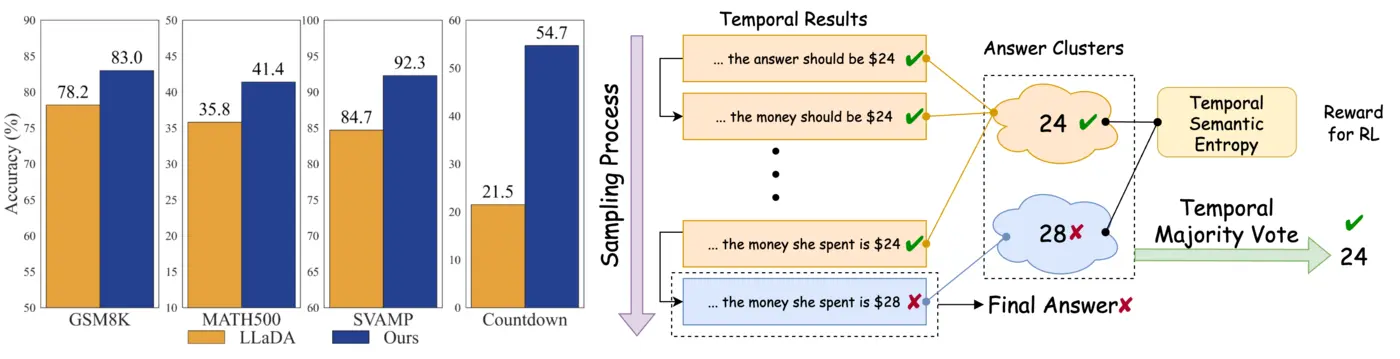 Accuracy (%)
90
85
80
75
70
65
60
55
50
78.2
83.0
GSM8K
50
45
40
35
30
25
20
15
10
35.8
41.4
MATH500
100
95
90
85
80
75
70
65
60
84.7
92.3
SVAMP
60
50
40
30
20
10
0
21.5
54.7
Countdown
LLaDA
Ours
Sampling Process
Temporal Results
... the answer should be $24 ✔
... the money should be $24 ✔
... the money she spent is $24 ✔
... the money she spent is $28 ✘
Final Answer✘
Answer Clusters
24 ✔
28✘
Temporal
Semantic
Entropy
Temporal
Majority Vote
Reward
for RL
✔
24